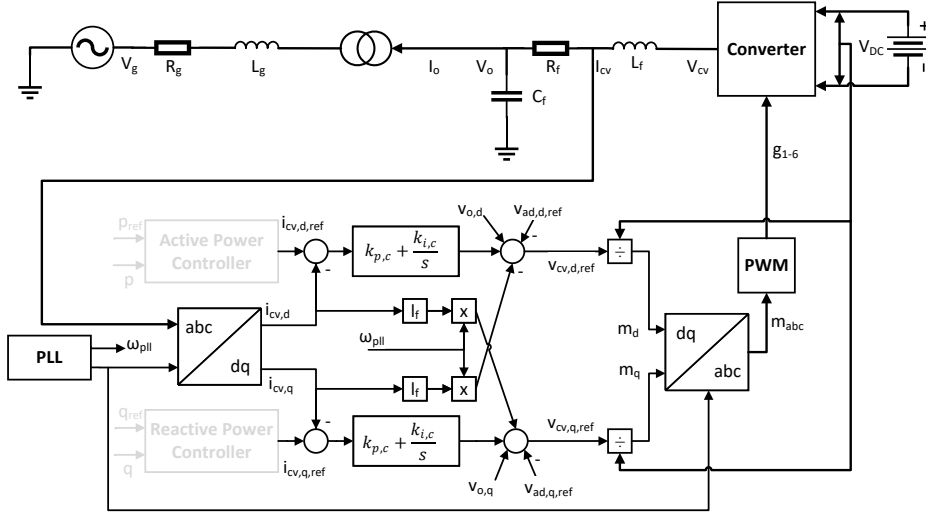 Converter
V_DC
+
-
V_g
R_g
L_g
I_o
V_o
R_f
I_cv
L_f
V_cv
C_f
g_1-6
p_ref
Active Power
Controller
p
i_cv,d,ref
-
k_p,c + k_i,c/s
v_o,d
v_ad,d,ref
-
-
v_cv,d,ref
÷
PWM
abc
dq
i_cv,d
l_f
x
ω_pll
m_d
dq
abc
m_abc
PLL
ω_pll
i_cv,q
l_f
x
m_q
q_ref
Reactive Power
Controller
q
-
i_cv,q,ref
k_p,c + k_i,c/s
v_cv,q,ref
÷
-
v_o,q
v_ad,q,ref